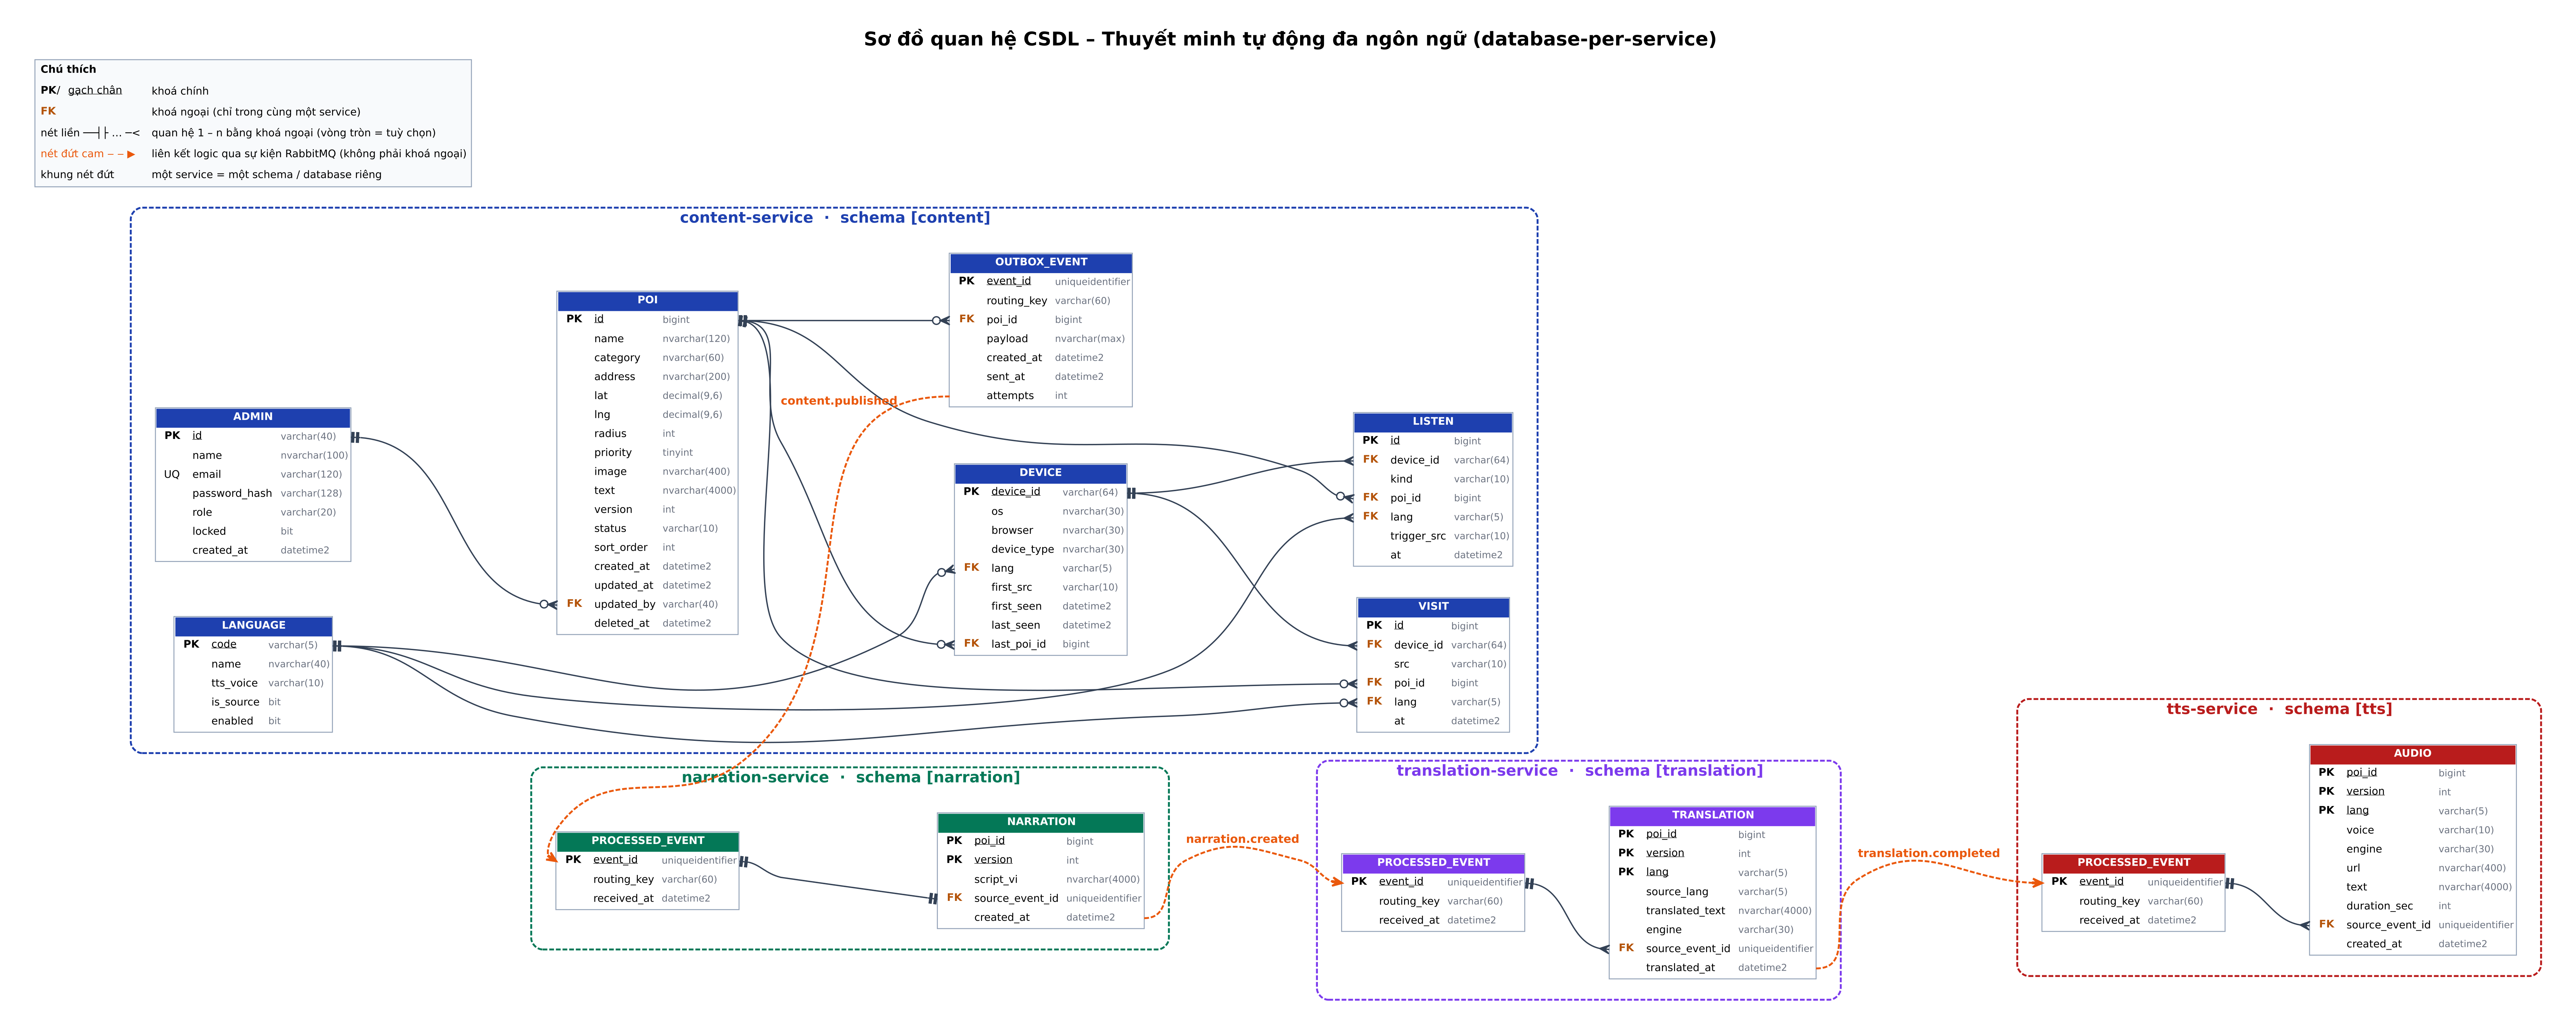 Sơ đồ quan hệ CSDL – Thuyết minh tự động đa ngôn ngữ (database-per-service)
Chú thích
PK/ gạch chân khoá chính
FK khoá ngoại (chỉ trong cùng một service)
nét liền ──┤├ … ─< quan hệ 1 – n bằng khoá ngoại (vòng tròn = tuỳ chọn)
nét đứt cam ─ ─ ▶ liên kết logic qua sự kiện RabbitMQ (không phải khoá ngoại)
khung nét đứt một service = một schema / database riêng
content-service · schema [content]
ADMIN
PK id varchar(40)
name nvarchar(100)
UQ email varchar(120)
password_hash varchar(128)
role varchar(20)
locked bit
created_at datetime2
LANGUAGE
PK code varchar(5)
name nvarchar(40)
tts_voice varchar(10)
is_source bit
enabled bit
POI
PK id bigint
name nvarchar(120)
category nvarchar(60)
address nvarchar(200)
lat decimal(9,6)
lng decimal(9,6)
radius int
priority tinyint
image nvarchar(400)
text nvarchar(4000)
version int
status varchar(10)
sort_order int
created_at datetime2
updated_at datetime2
FK updated_by varchar(40)
deleted_at datetime2
OUTBOX_EVENT
PK event_id uniqueidentifier
routing_key varchar(60)
FK poi_id bigint
payload nvarchar(max)
created_at datetime2
sent_at datetime2
attempts int
content.published
DEVICE
PK device_id varchar(64)
os nvarchar(30)
browser nvarchar(30)
device_type nvarchar(30)
FK lang varchar(5)
first_src varchar(10)
first_seen datetime2
last_seen datetime2
FK last_poi_id bigint
LISTEN
PK id bigint
FK device_id varchar(64)
kind varchar(10)
FK poi_id bigint
FK lang varchar(5)
trigger_src varchar(10)
at datetime2
VISIT
PK id bigint
FK device_id varchar(64)
src varchar(10)
FK poi_id bigint
FK lang varchar(5)
at datetime2
narration-service · schema [narration]
PROCESSED_EVENT
PK event_id uniqueidentifier
routing_key varchar(60)
received_at datetime2
NARRATION
PK poi_id bigint
PK version int
script_vi nvarchar(4000)
FK source_event_id uniqueidentifier
created_at datetime2
narration.created
translation-service · schema [translation]
PROCESSED_EVENT
PK event_id uniqueidentifier
routing_key varchar(60)
received_at datetime2
TRANSLATION
PK poi_id bigint
PK version int
PK lang varchar(5)
source_lang varchar(5)
translated_text nvarchar(4000)
engine varchar(30)
FK source_event_id uniqueidentifier
translated_at datetime2
translation.completed
tts-service · schema [tts]
PROCESSED_EVENT
PK event_id uniqueidentifier
routing_key varchar(60)
received_at datetime2
AUDIO
PK poi_id bigint
PK version int
PK lang varchar(5)
voice varchar(10)
engine varchar(30)
url nvarchar(400)
text nvarchar(4000)
duration_sec int
FK source_event_id uniqueidentifier
created_at datetime2